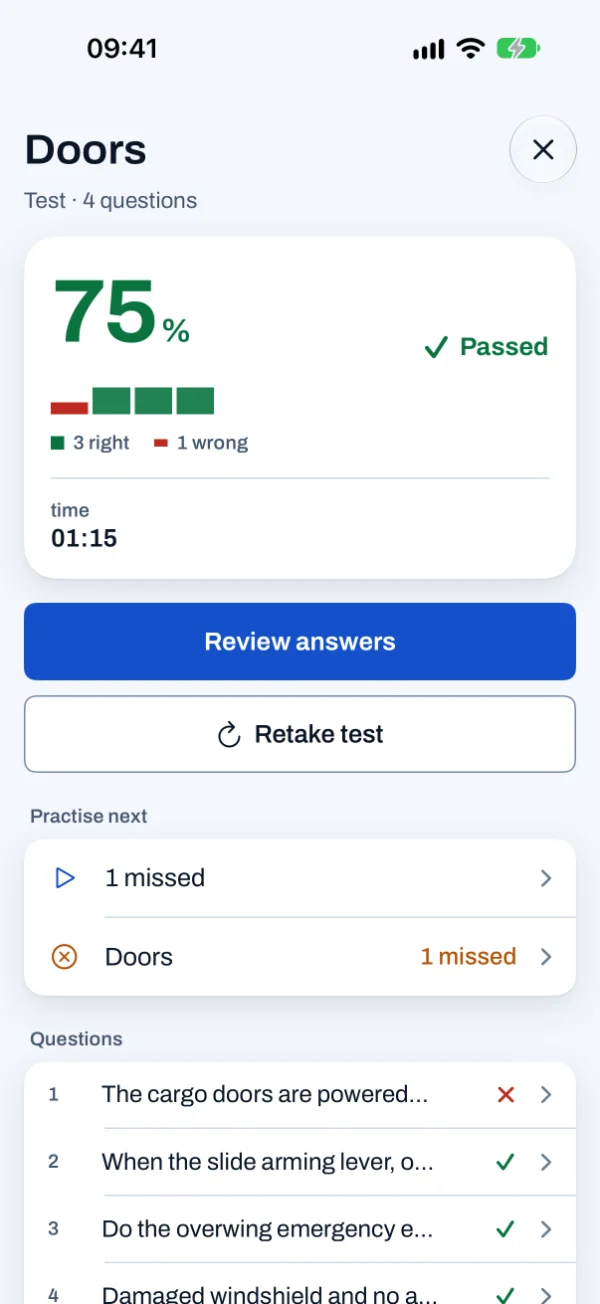 09:41
Doors
Test · 4 questions
75%
Passed
3 right 1 wrong
time
01:15
Review answers
Retake test
Practise next
1 missed
Doors 1 missed
Questions
1 The cargo doors are powered...
2 When the slide arming lever, o...
3 Do the overwing emergency e...
4 Damaged windshield and no a...